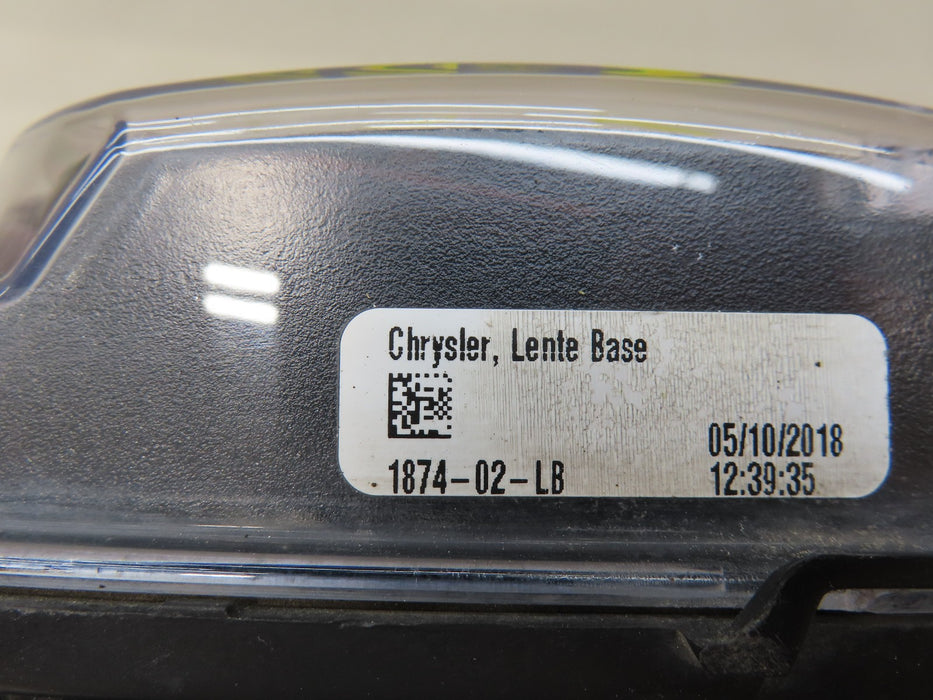 Chrysler, Lente Base
1874-02-LB
05/10/2018
12:39:35